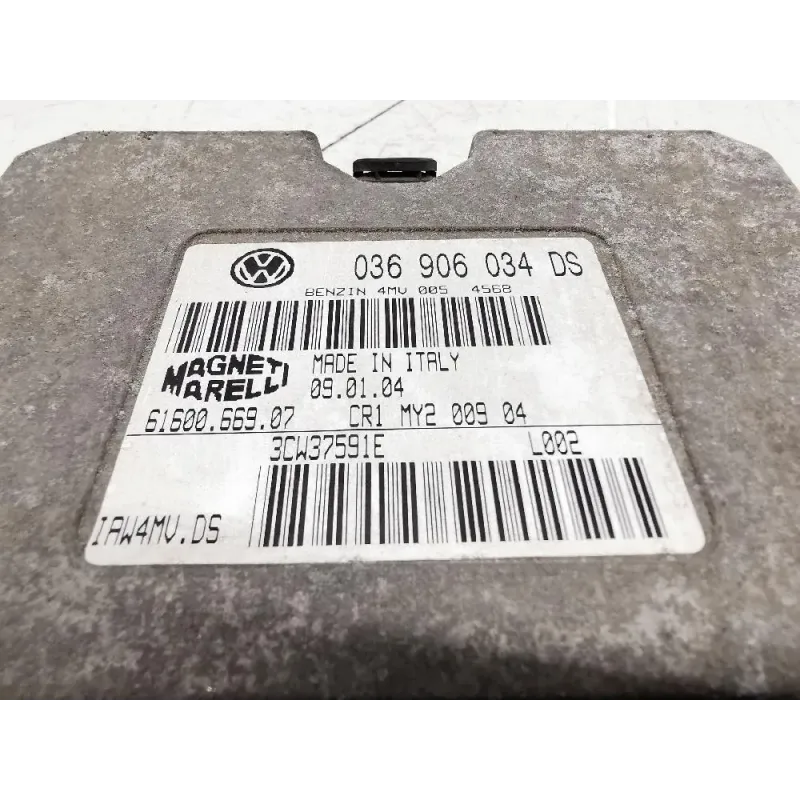 036 906 034 DS
BENZIN 4MV 005 4568
MAGNETI MARELLI
MADE IN ITALY
09.01.04
61600.669.07 CR1 MY2 009 04
3CW37591E L002
IAW4MV.DS